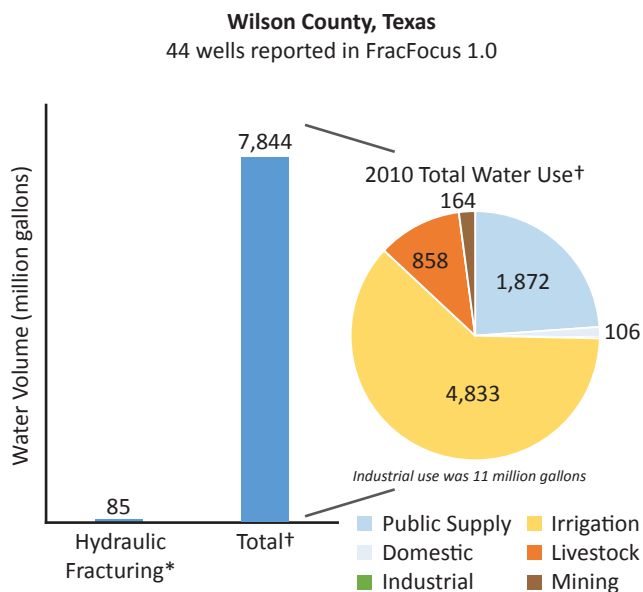 Wilson County, Texas
44 wells reported in FracFocus 1.0
Water Volume (million gallons)
7,844
85
Hydraulic
Fracturing*
Total†
2010 Total Water Use†
164
858
1,872
106
4,833
Industrial use was 11 million gallons
Public Supply
Irrigation
Domestic
Livestock
Industrial
Mining